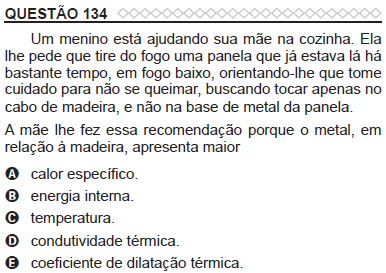 QUESTÃO 134
Um menino está ajudando sua mãe na cozinha. Ela
lhe pede que tire do fogo uma panela que já estava lá há
bastante tempo, em fogo baixo, orientando-lhe que tome
cuidado para não se queimar, buscando tocar apenas no
cabo de madeira, e não na base de metal da panela.
A mãe lhe fez essa recomendação porque o metal, em
relação à madeira, apresenta maior
A calor específico.
B energia interna.
C temperatura.
D condutividade térmica.
E coeficiente de dilatação térmica.